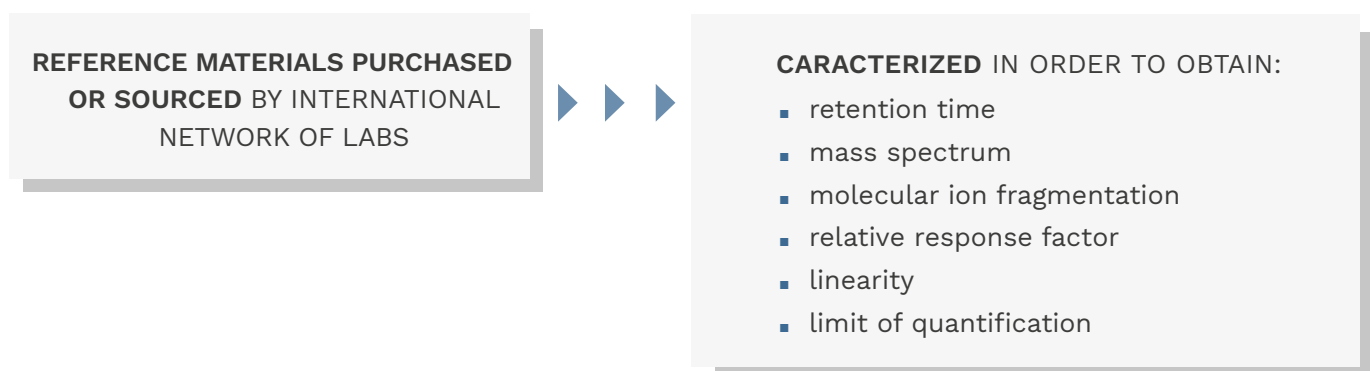 REFERENCE MATERIALS PURCHASED
OR SOURCED BY INTERNATIONAL
NETWORK OF LABS
CARACTERIZED IN ORDER TO OBTAIN:
retention time
mass spectrum
molecular ion fragmentation
relative response factor
linearity
limit of quantification